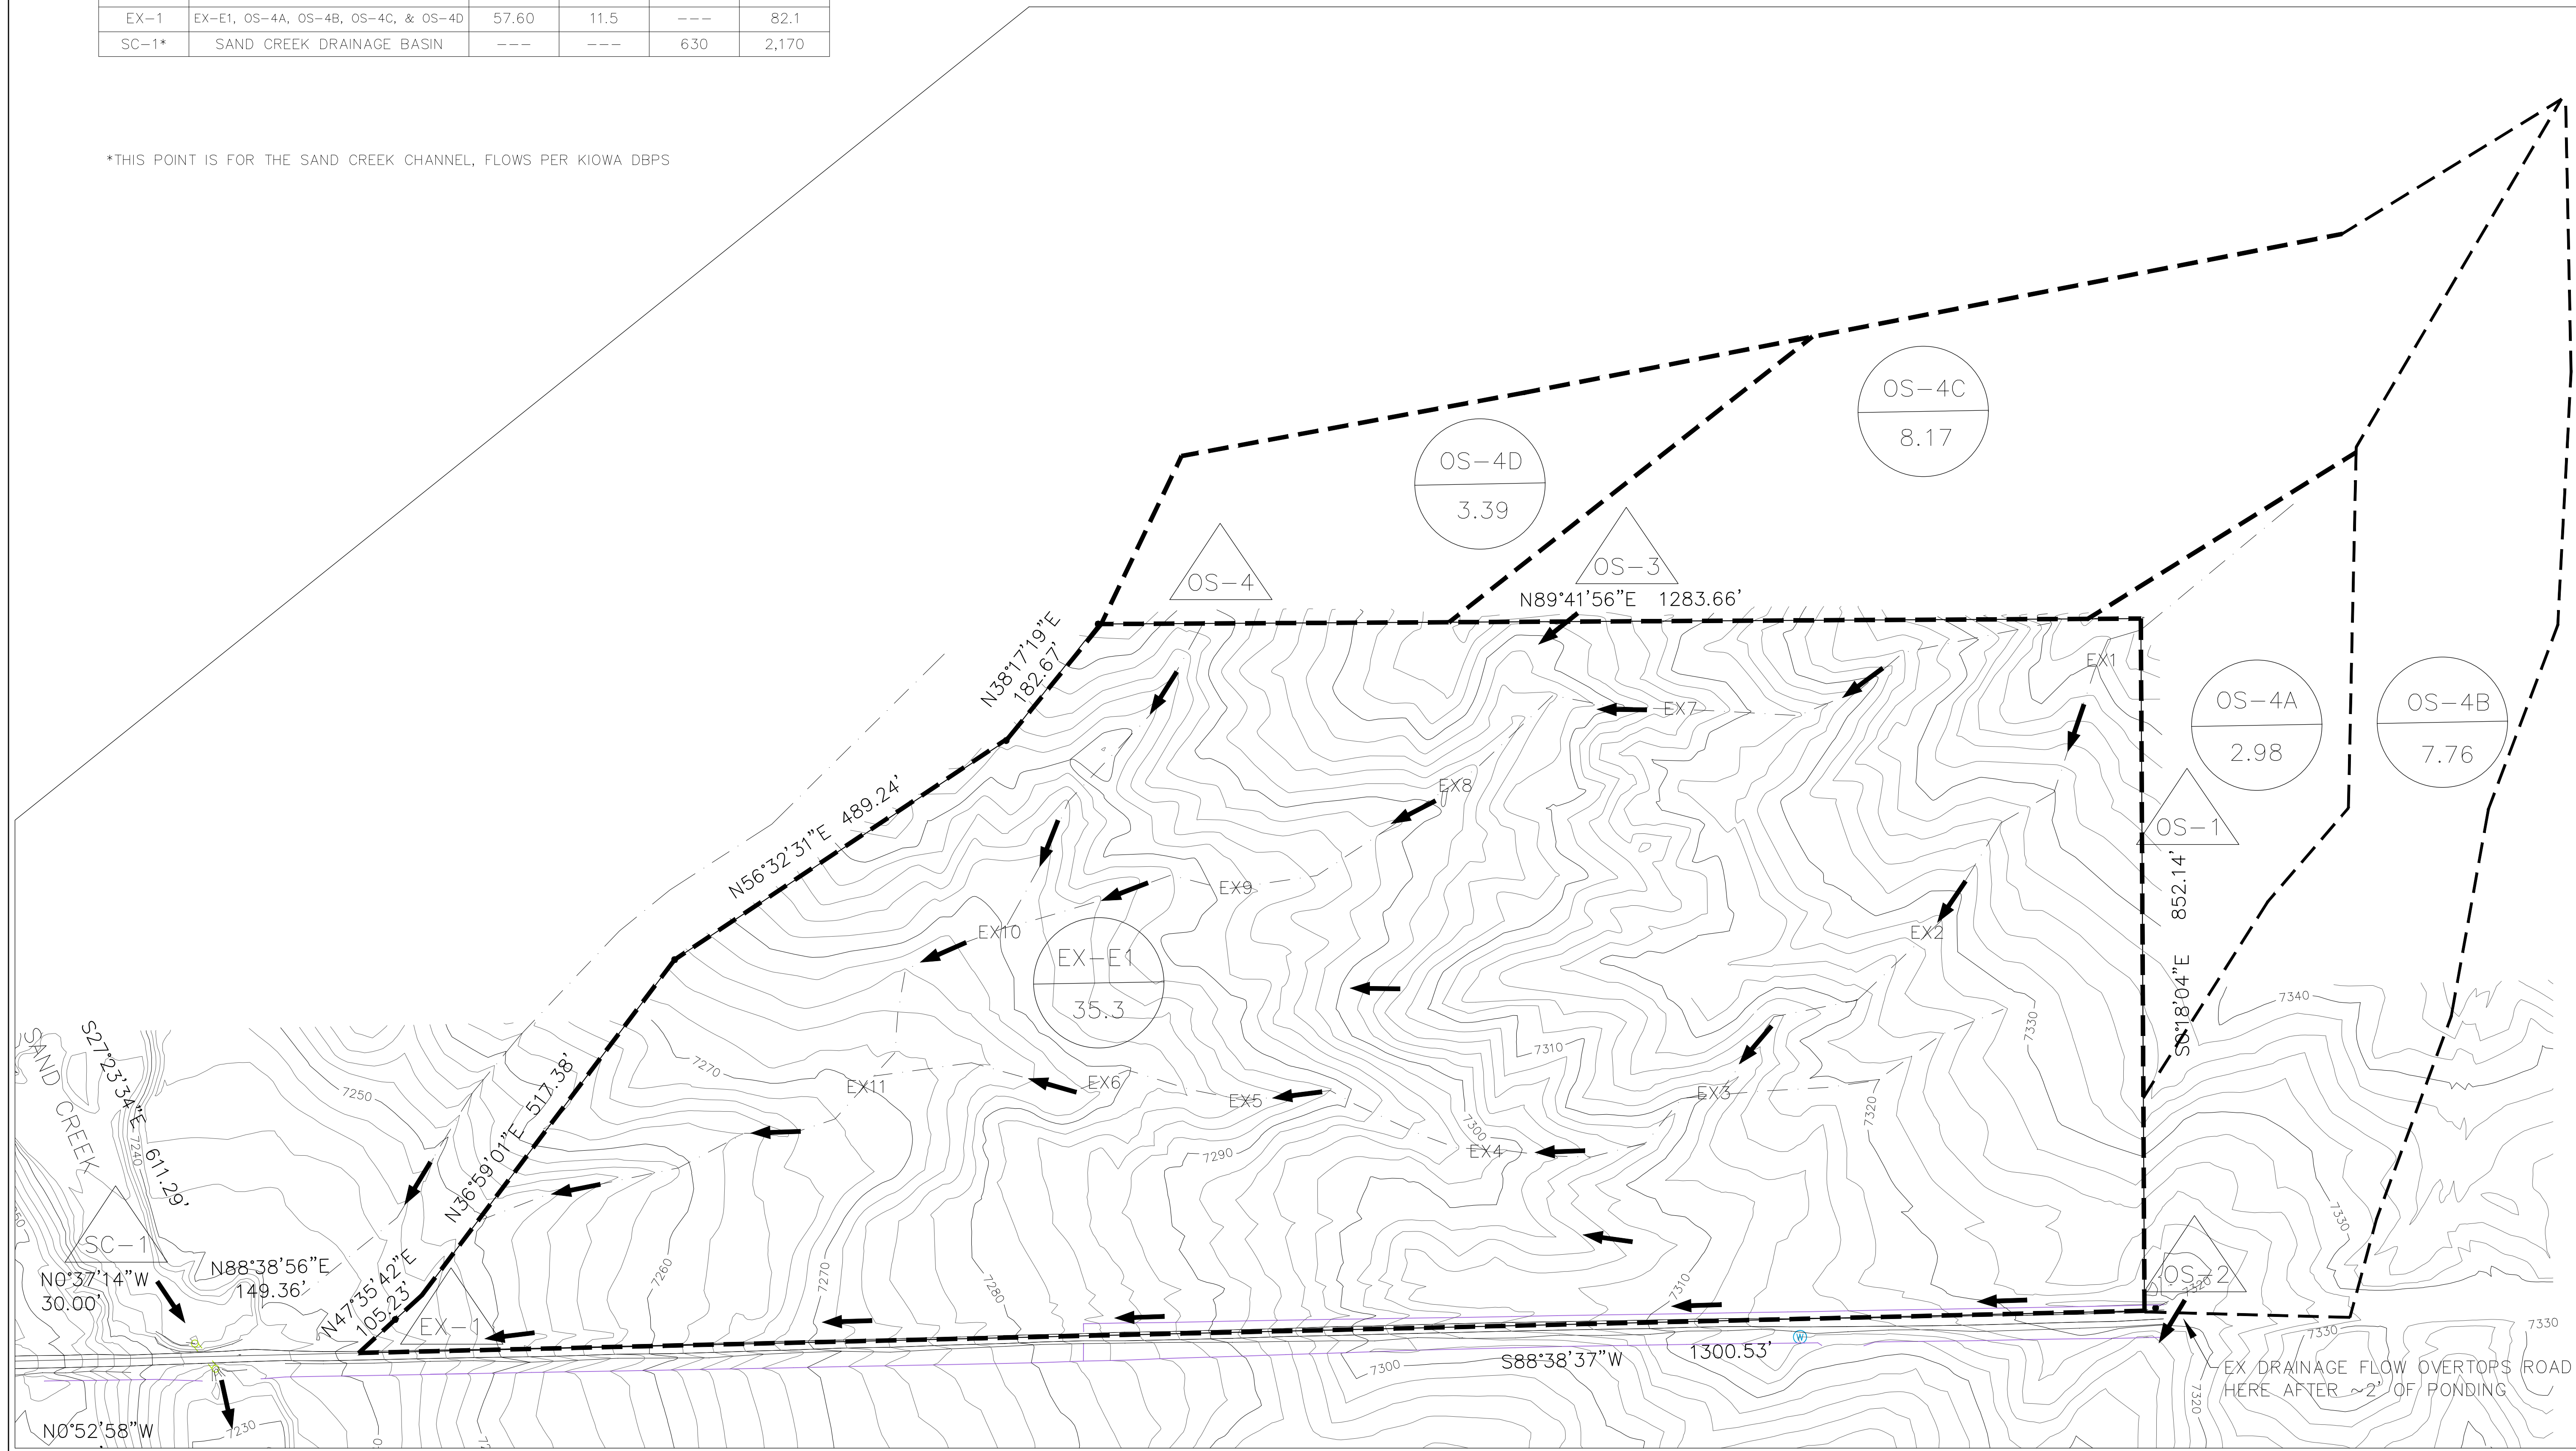 EX-1 EX-E1, OS-4A, OS-4B, OS-4C, & OS-4D 57.60 11.5 --- 82.1
SC-1* SAND CREEK DRAINAGE BASIN --- --- 630 2,170
*THIS POINT IS FOR THE SAND CREEK CHANNEL, FLOWS PER KIOWA DBPS
OS-4C
8.17
OS-4D
3.39
OS-3
OS-4
N89°41'56"E 1283.66'
N38°17'19"E
182.67'
EX1
OS-4A
2.98
OS-4B
7.76
EX7
EX8
OS-1
852.14'
S0°18'04"E
N56°32'31"E 489.24'
EX9
EX10
EX2
EX-E1
35.3
7340
7330
7310
7270
EX11
EX6
EX5
EX3
7320
7300
EX4
7290
7250
SAND CREEK
S27°23'34"E 611.29'
7240
N36°59'01"E 517.38'
SC-1
N0°37'14"W
30.00'
N88°38'56"E
149.36'
N47°35'42"E
105.23'
EX-1
7260
7270
7280
7310
OS-2
7320
7330
7330
7330
W
S88°38'37"W 1300.53'
7300
EX DRAINAGE FLOW OVERTOPS ROAD
HERE AFTER ~2' OF PONDING
7320
7230
N0°52'58"W